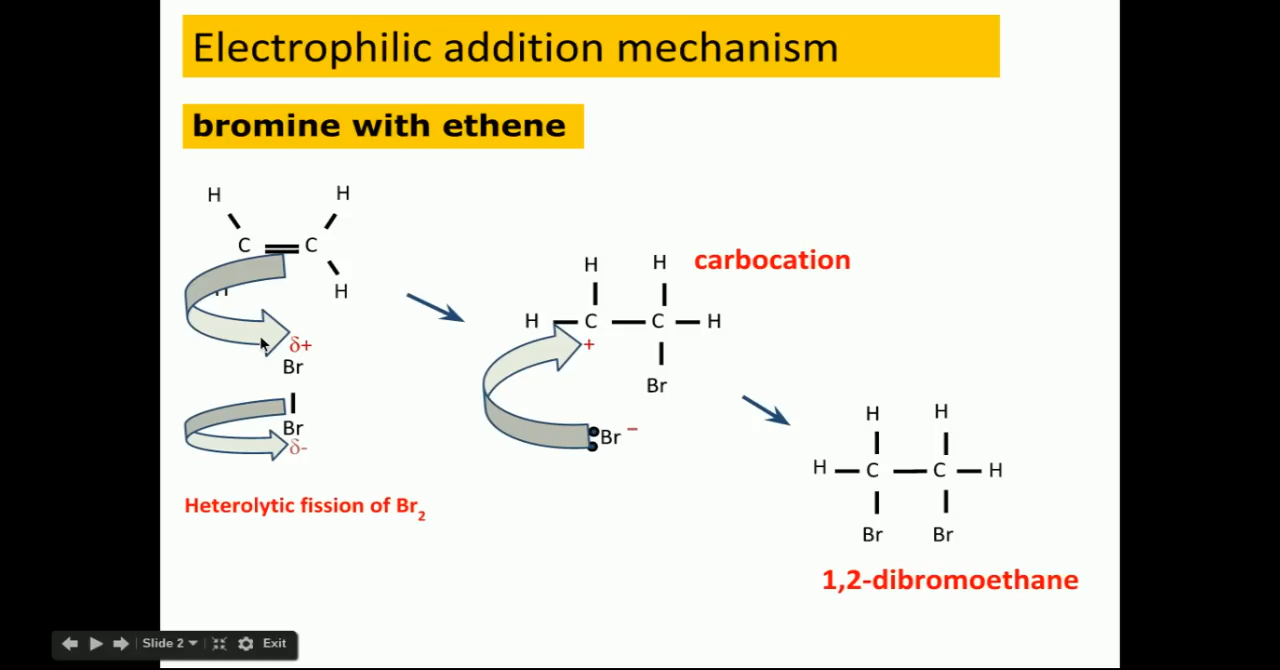 Electrophilic addition mechanism
bromine with ethene
H H
C C
H H
δ+
Br
Br
δ-
Heterolytic fission of Br2
H H carbocation
H C C H
+
Br
Br −
H H
H C C H
Br Br
1,2-dibromoethane
Slide 2 Exit